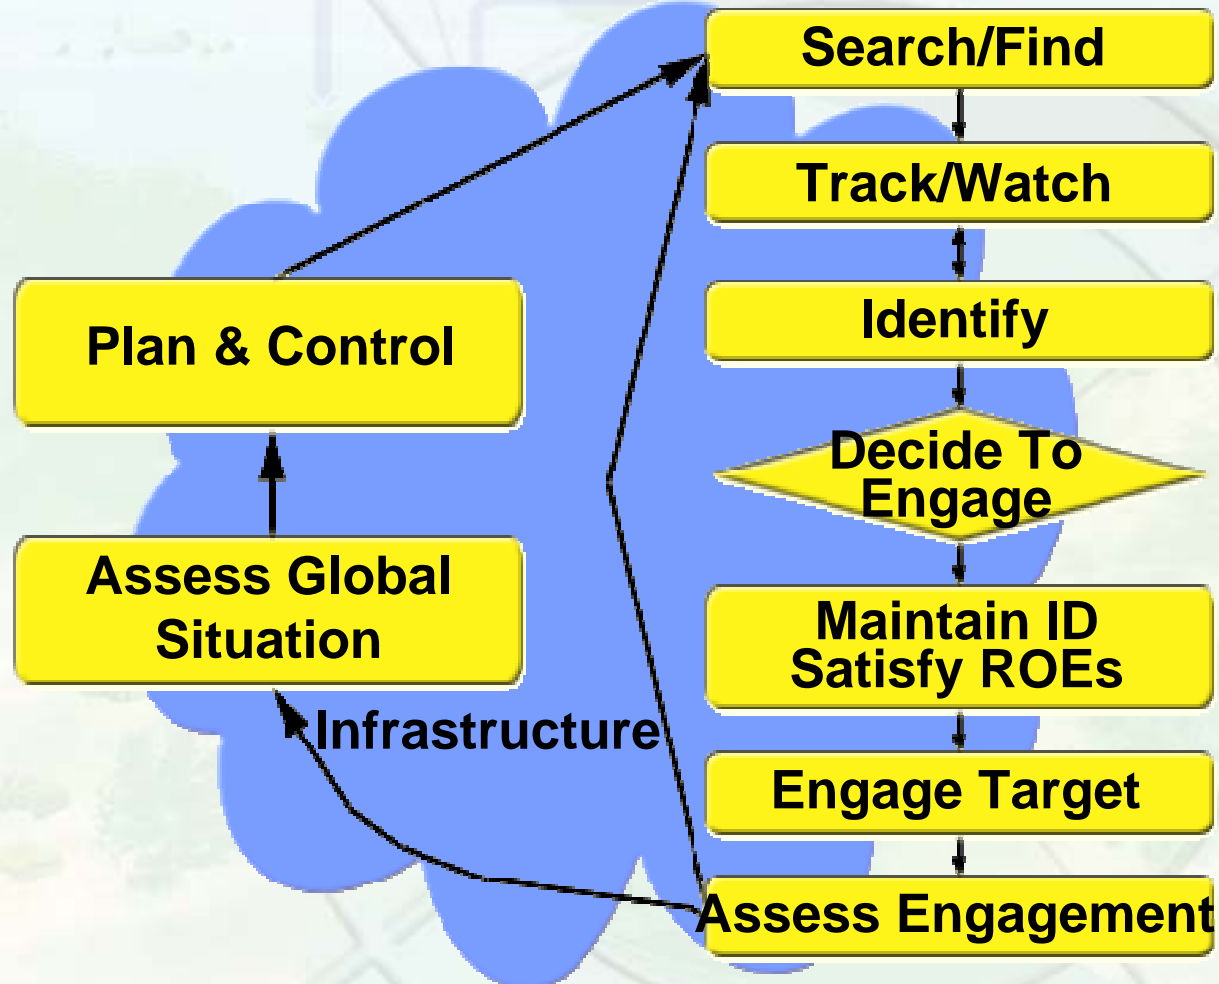 Search/Find
Track/Watch
Identify
Decide To
Engage
Maintain ID
Satisfy ROEs
Engage Target
Assess Engagement
Plan & Control
Assess Global
Situation
Infrastructure